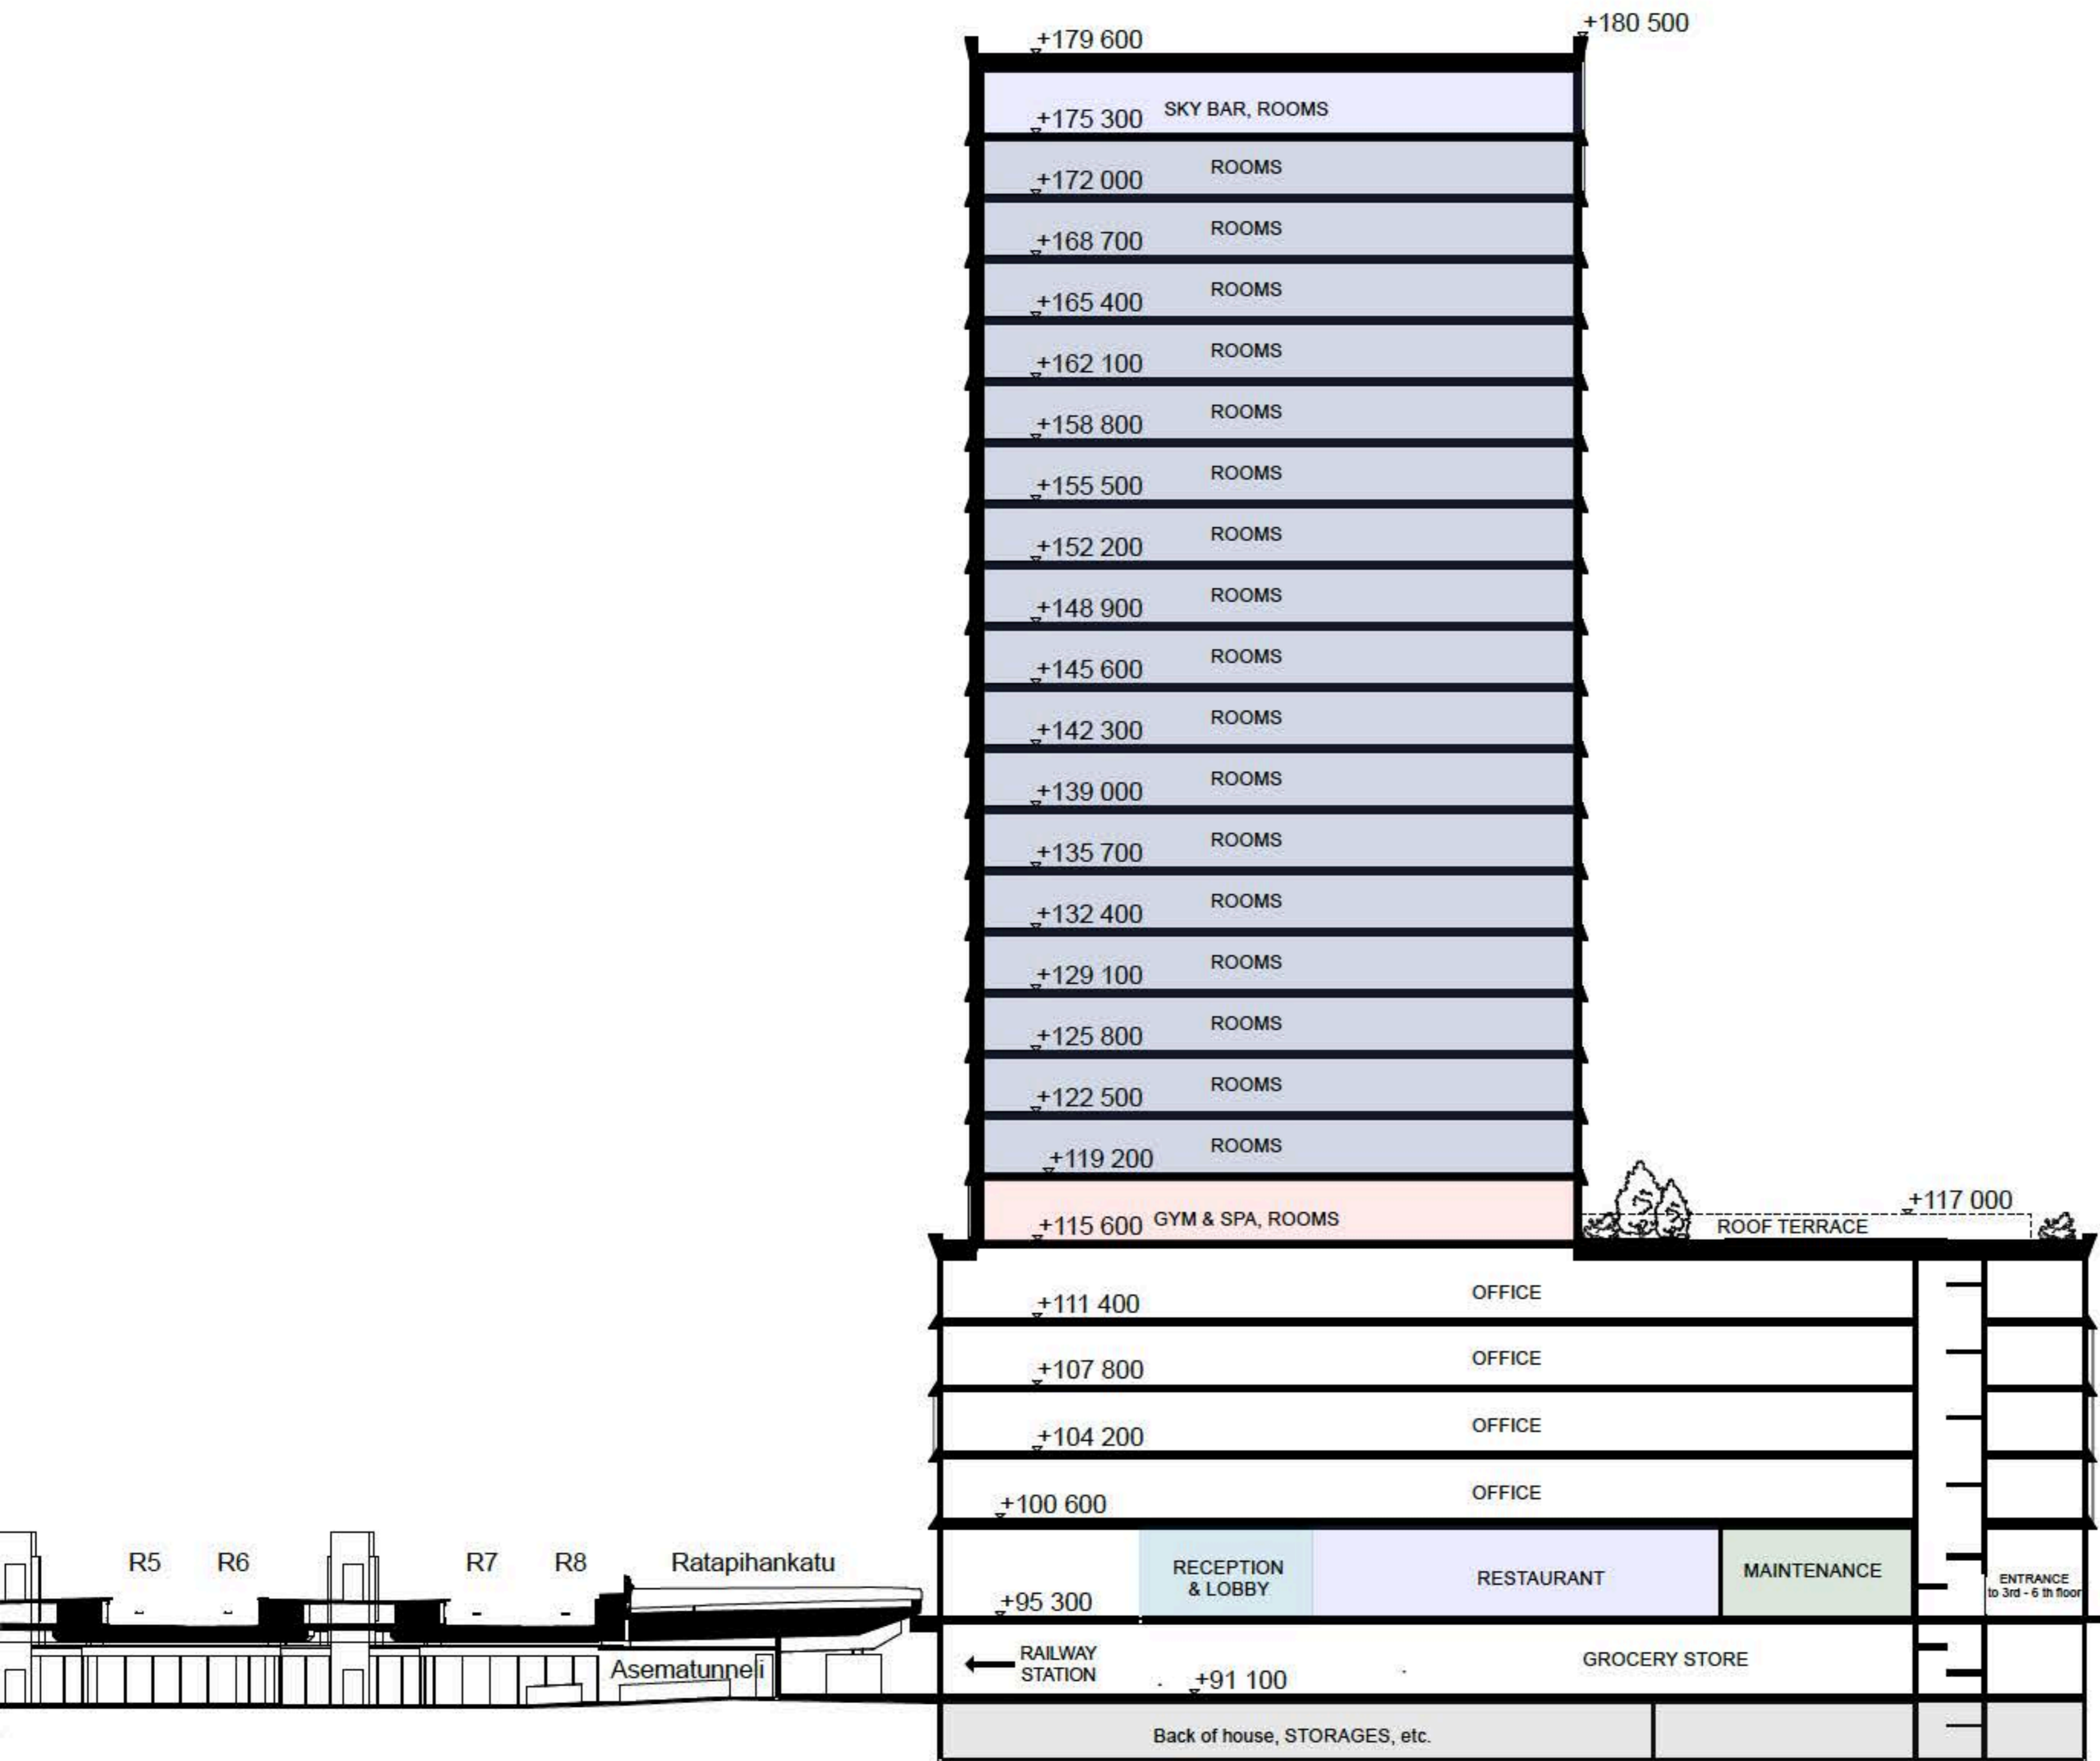 +179 600
+180 500
SKY BAR, ROOMS
+175 300
ROOMS
+172 000
ROOMS
+168 700
ROOMS
+165 400
ROOMS
+162 100
ROOMS
+158 800
ROOMS
+155 500
ROOMS
+152 200
ROOMS
+148 900
ROOMS
+145 600
ROOMS
+142 300
ROOMS
+139 000
ROOMS
+135 700
ROOMS
+132 400
ROOMS
+129 100
ROOMS
+125 800
ROOMS
+122 500
ROOMS
+119 200
GYM & SPA, ROOMS
+115 600
+117 000
ROOF TERRACE
OFFICE
+111 400
OFFICE
+107 800
OFFICE
+104 200
OFFICE
+100 600
R5
R6
R7
R8
Ratapihankatu
RECEPTION
& LOBBY
RESTAURANT
MAINTENANCE
ENTRANCE
to 3rd - 6 th floor
+95 300
Asematunneli
RAILWAY
STATION
+91 100
GROCERY STORE
Back of house, STORAGES, etc.